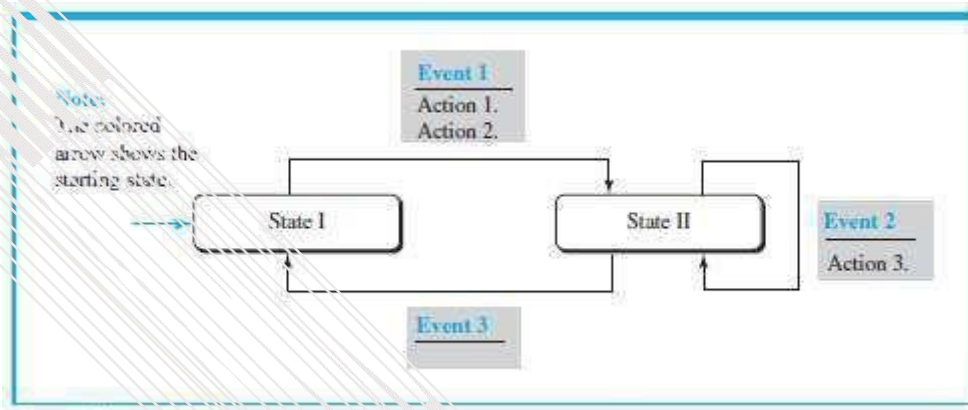 Event 1
Action 1.
Action 2.
Note:
The colored
arrow shows the
starting state.
State I
State II
Event 2
Action 3.
Event 3